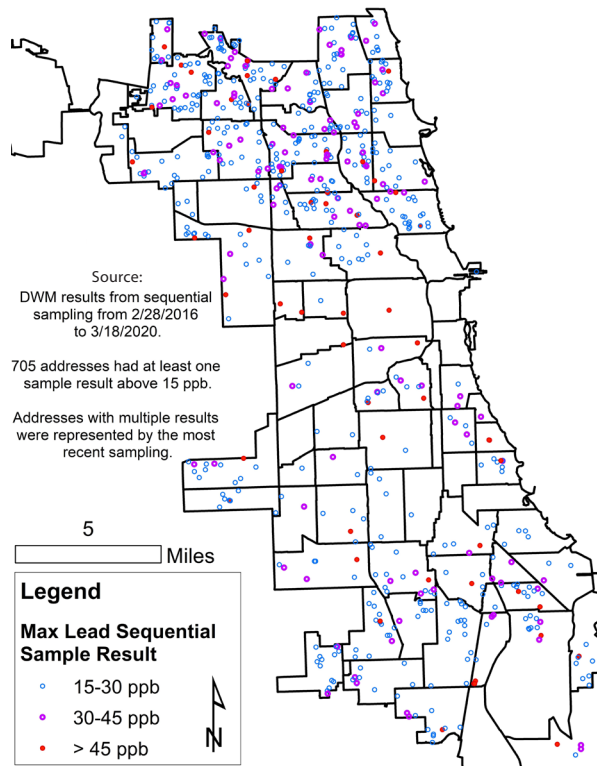 Source:
DWM results from sequential
sampling from 2/28/2016
to 3/18/2020.
705 addresses had at least one
sample result above 15 ppb.
Addresses with multiple results
were represented by the most
recent sampling.
5
Miles
Legend
Max Lead Sequential
Sample Result
15-30 ppb
30-45 ppb
> 45 ppb
N